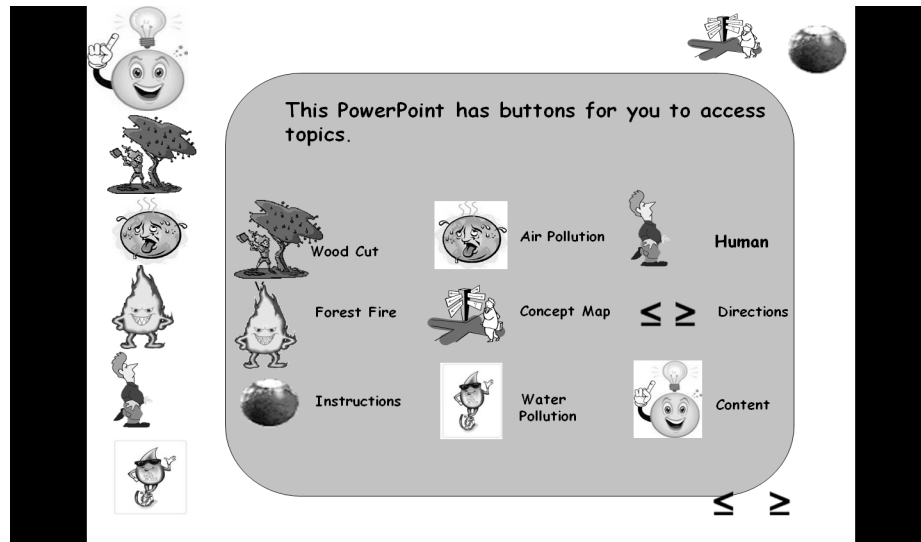 This PowerPoint has buttons for you to access
topics.
Wood Cut
Air Pollution
Human
Forest Fire
Concept Map
≤ ≥
Directions
Instructions
Water
Pollution
Content
≤ ≥